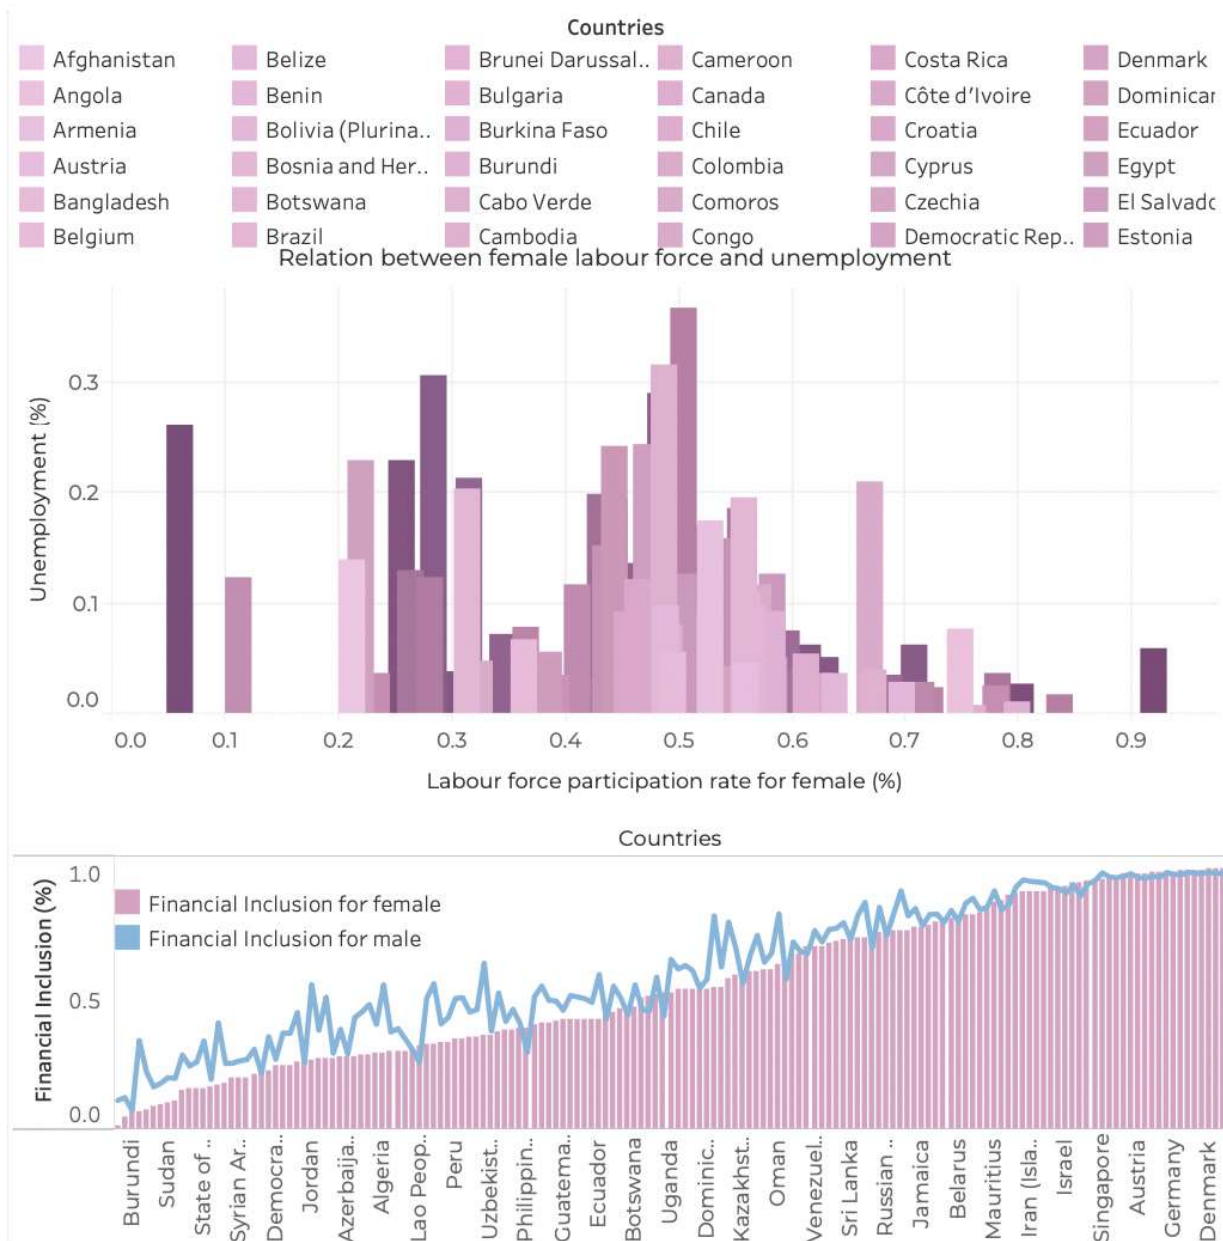 Countries
Afghanistan Belize Brunei Darussal.. Cameroon Costa Rica Denmark
Angola Benin Bulgaria Canada Côte d'Ivoire Dominicar
Armenia Bolivia (Plurina.. Burkina Faso Chile Croatia Ecuador
Austria Bosnia and Her.. Burundi Colombia Cyprus Egypt
Bangladesh Botswana Cabo Verde Comoros Czechia El Salvadc
Belgium Brazil Cambodia Congo Democratic Rep.. Estonia
Relation between female labour force and unemployment
Unemployment (%)
0.3
0.2
0.1
0.0
0.0 0.1 0.2 0.3 0.4 0.5 0.6 0.7 0.8 0.9
Labour force participation rate for female (%)
Countries
Financial Inclusion (%)
1.0
0.5
0.0
Financial Inclusion for female
Financial Inclusion for male
Burundi
Sudan
State of ..
Syrian Ar..
Democra..
Jordan
Azerbaija..
Algeria
Lao Peop..
Peru
Uzbekist..
Philippin..
Guatema..
Ecuador
Botswana
Uganda
Dominic..
Kazakhst..
Oman
Venezuel..
Sri Lanka
Russian ..
Jamaica
Belarus
Mauritius
Iran (Isla..
Israel
Singapore
Austria
Germany
Denmark